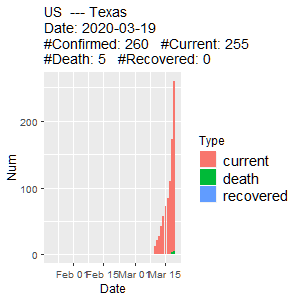 US --- Texas
Date: 2020-03-19
#Confirmed: 260 #Current: 255
#Death: 5 #Recovered: 0
200
100
0
Num
Feb 01 Feb 15 Mar 01 Mar 15
Date
Type
current
death
recovered